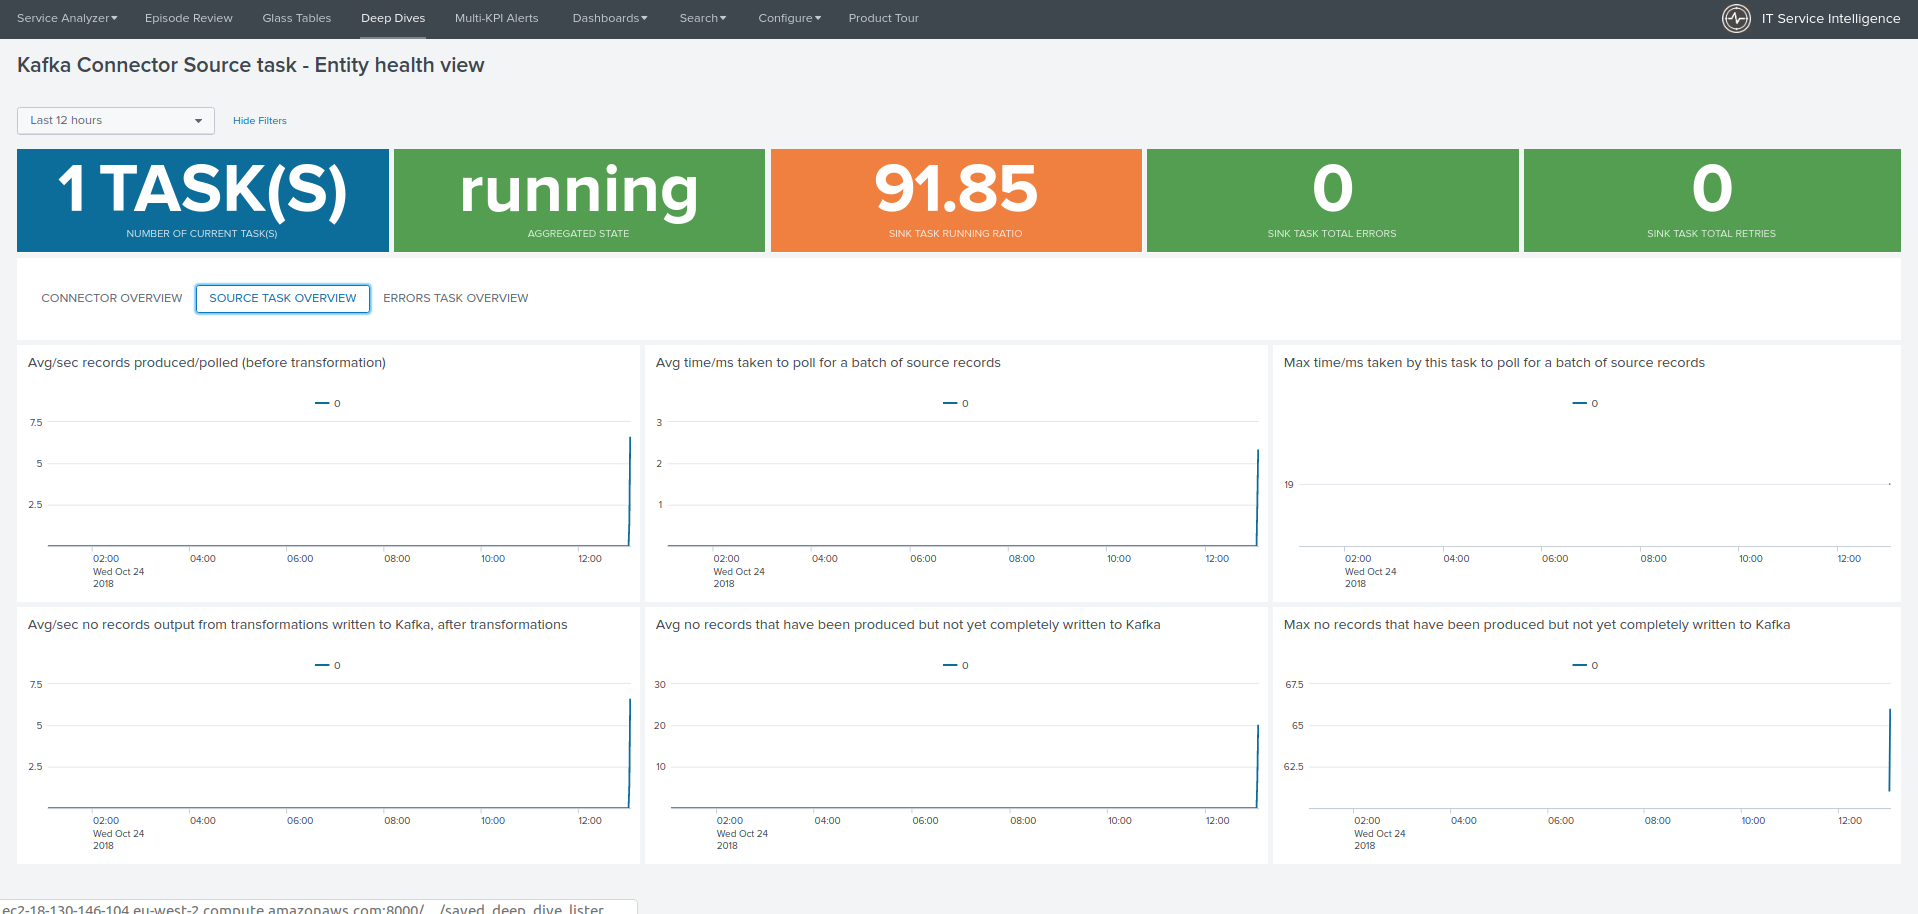 Service Analyzer Episode Review Glass Tables Deep Dives Multi-KPI Alerts Dashboards Search Configure Product Tour IT Service Intelligence
Kafka Connector Source task - Entity health view
Last 12 hours Hide Filters
1 TASK(S)
NUMBER OF CURRENT TASK(S)
running
AGGREGATED STATE
91.85
SINK TASK RUNNING RATIO
0
SINK TASK TOTAL ERRORS
0
SINK TASK TOTAL RETRIES
CONNECTOR OVERVIEW SOURCE TASK OVERVIEW ERRORS TASK OVERVIEW
Avg/sec records produced/polled (before transformation)
0
7.5
5
2.5
02:00 04:00 06:00 08:00 10:00 12:00
Wed Oct 24
2018
Avg time/ms taken to poll for a batch of source records
0
3
2
1
02:00 04:00 06:00 08:00 10:00 12:00
Wed Oct 24
2018
Max time/ms taken by this task to poll for a batch of source records
0
19
02:00 04:00 06:00 08:00 10:00 12:00
Wed Oct 24
2018
Avg/sec no records output from transformations written to Kafka, after transformations
0
7.5
5
2.5
02:00 04:00 06:00 08:00 10:00 12:00
Wed Oct 24
2018
Avg no records that have been produced but not yet completely written to Kafka
0
30
20
10
02:00 04:00 06:00 08:00 10:00 12:00
Wed Oct 24
2018
Max no records that have been produced but not yet completely written to Kafka
0
67.5
65
62.5
02:00 04:00 06:00 08:00 10:00 12:00
Wed Oct 24
2018
ec2-18-130-146-104.eu-west-2.compute.amazonaws.com:8000/.../saved_deep_dive_lister